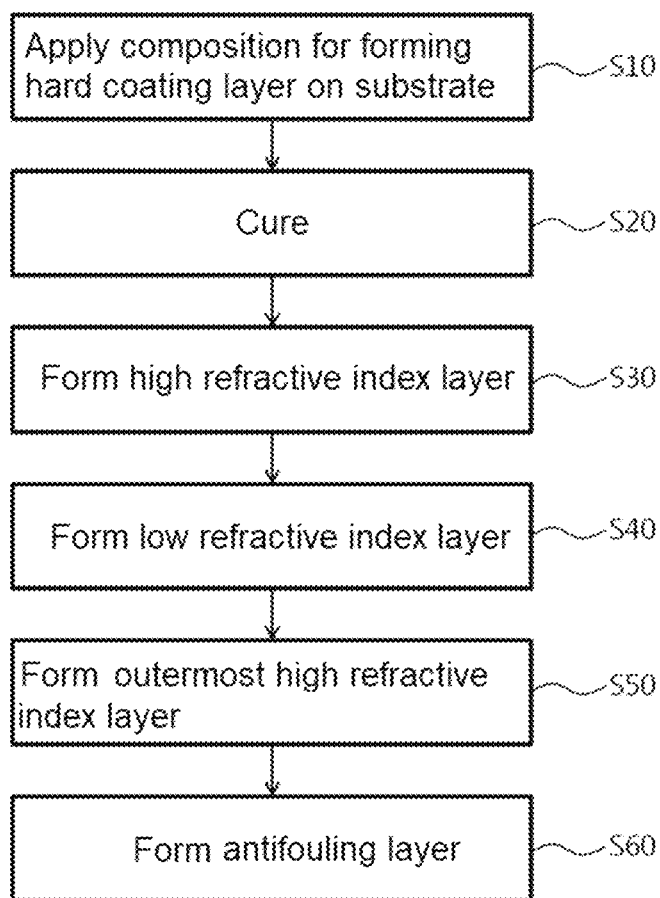 Apply composition for forming
hard coating layer on substrate
S10
Cure
S20
Form high refractive index layer
S30
Form low refractive index layer
S40
Form outermost high refractive
index layer
S50
Form antifouling layer
S60